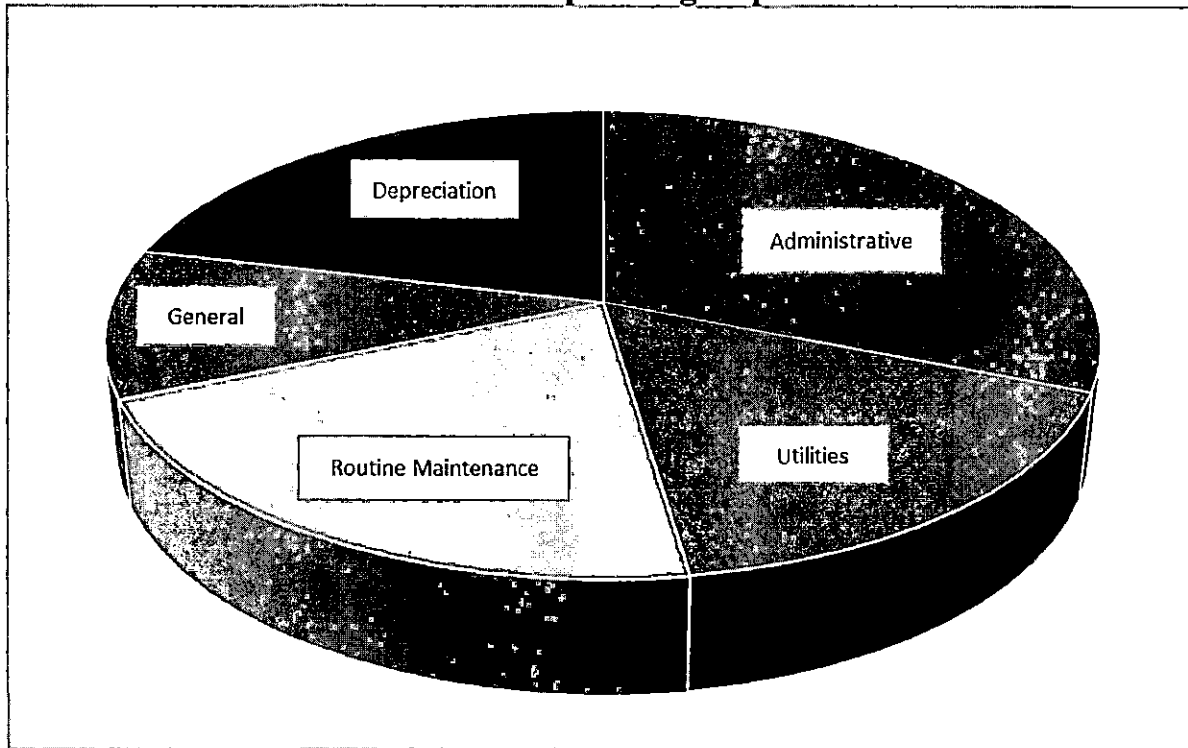 Depreciation
Administrative
General
Routine Maintenance
Utilities